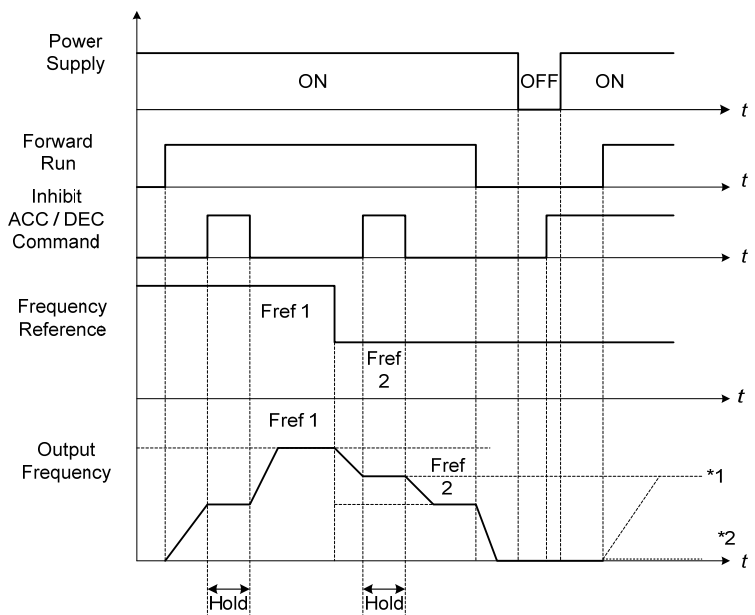 Power
Supply
ON
OFF
ON
t
Forward
Run
t
Inhibit
ACC / DEC
Command
t
Frequency
Reference
Fref 1
Fref
2
t
Output
Frequency
Fref 1
Fref
2
*1
*2
t
Hold
Hold